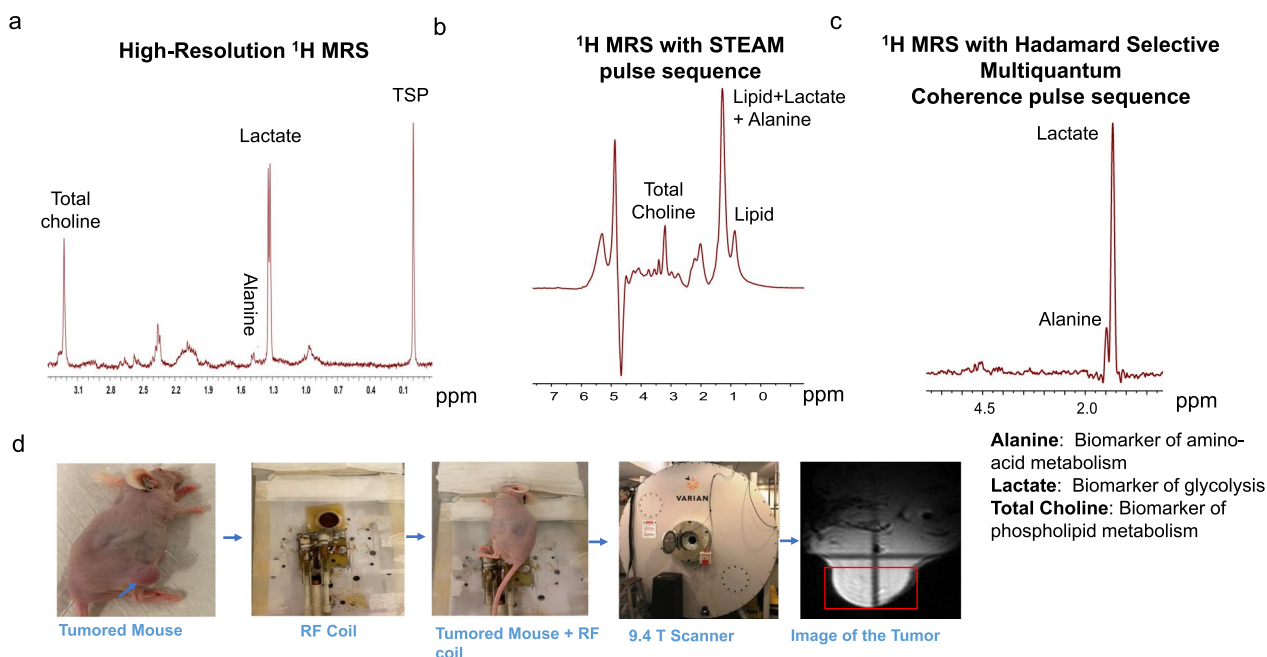 a
High-Resolution ¹H MRS
TSP
Lactate
Total
choline
Alanine
3.1 2.8 2.5 2.2 1.9 1.6 1.3 1.0 0.7 0.4 0.1
ppm
b
¹H MRS with STEAM
pulse sequence
Lipid+Lactate
+ Alanine
Total
Choline
Lipid
7 6 5 4 3 2 1 0
ppm
c
¹H MRS with Hadamard Selective
Multiquantum
Coherence pulse sequence
Lactate
Alanine
4.5 2.0
ppm
Alanine: Biomarker of amino-
acid metabolism
Lactate: Biomarker of glycolysis
Total Choline: Biomarker of
phospholipid metabolism
d
VARIAN
Tumored Mouse
RF Coil
Tumored Mouse + RF
coil
9.4 T Scanner
Image of the Tumor